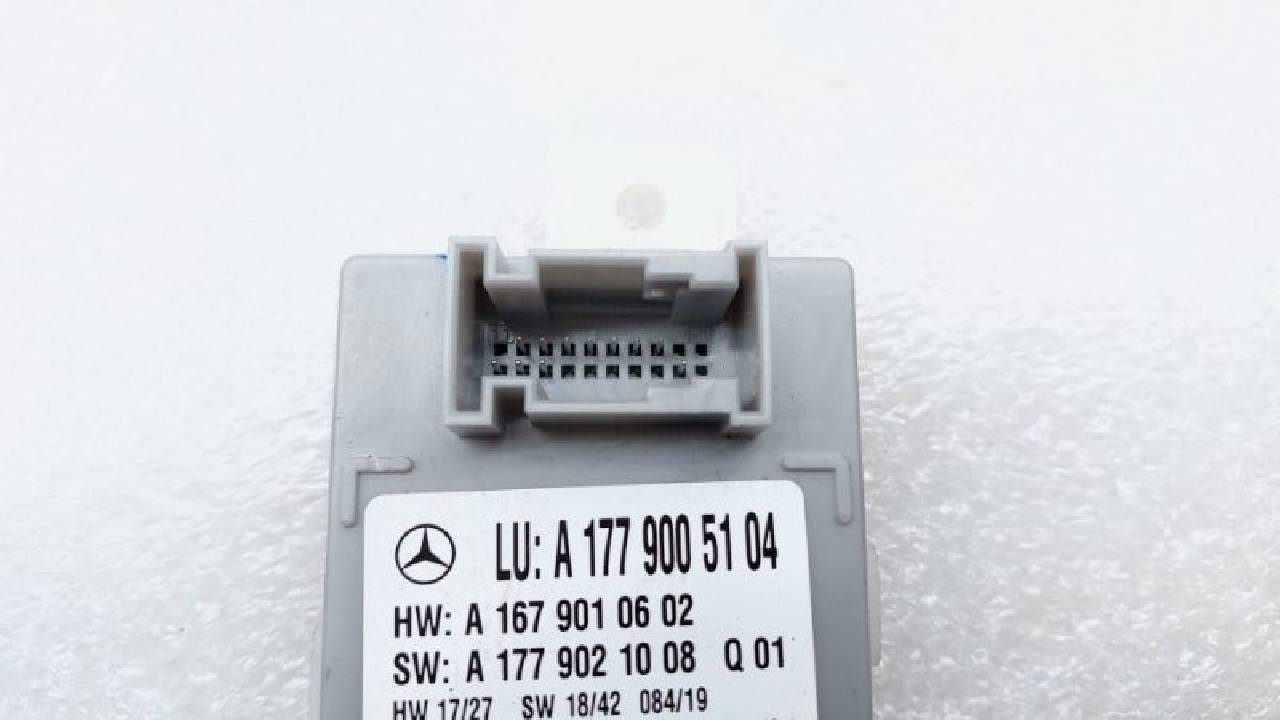 LU: A 177 900 51 04
HW: A 167 901 06 02
SW: A 177 902 10 08 Q 01
HW 17/27 SW 18/42 084/19